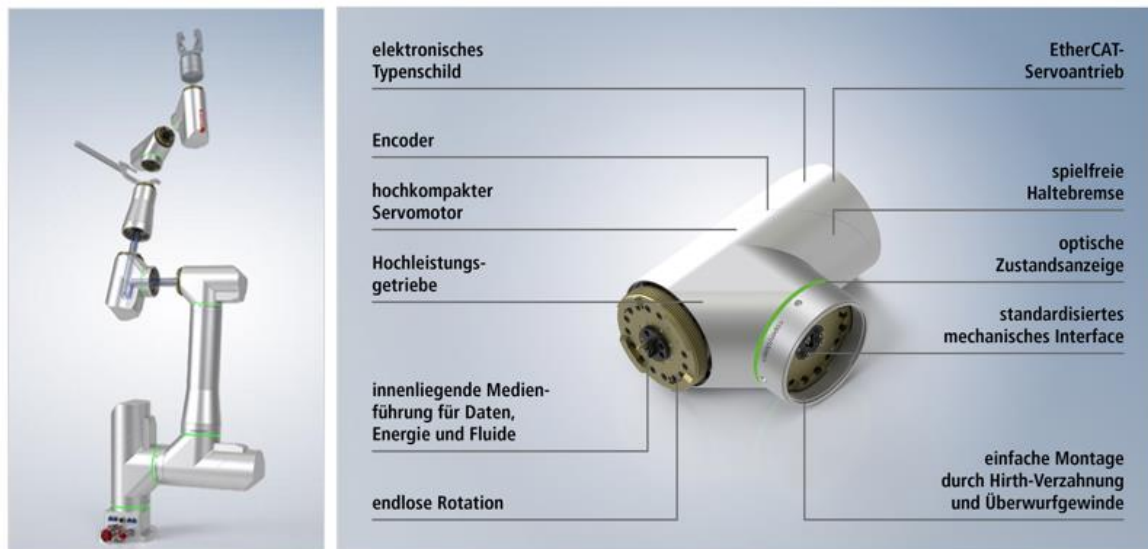 elektronisches
Typenschild
Encoder
hochkompakter
Servomotor
Hochleistungs-
getriebe
innenliegende Medien-
führung für Daten,
Energie und Fluide
endlose Rotation
EtherCAT-
Servoantrieb
spielfreie
Haltebremse
optische
Zustandsanzeige
standardisiertes
mechanisches Interface
einfache Montage
durch Hirth-Verzahnung
und Überwurfgewinde